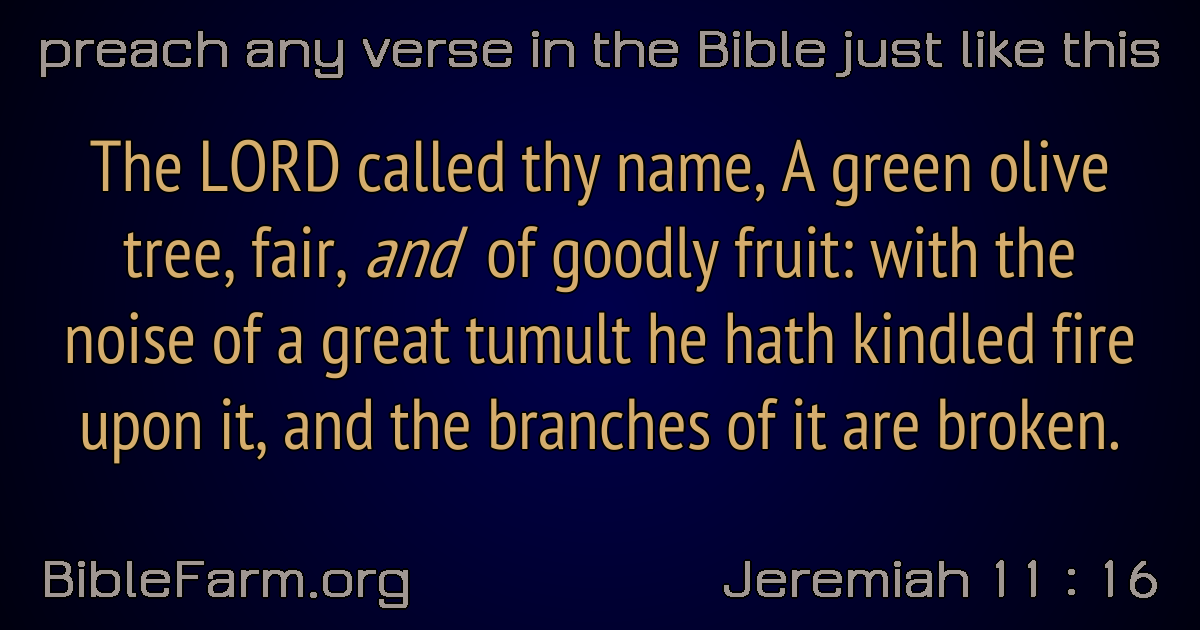 preach any verse in the Bible just like this
The LORD called thy name, A green olive
tree, fair, and of goodly fruit: with the
noise of a great tumult he hath kindled fire
upon it, and the branches of it are broken.
BibleFarm.org
Jeremiah 11 : 16